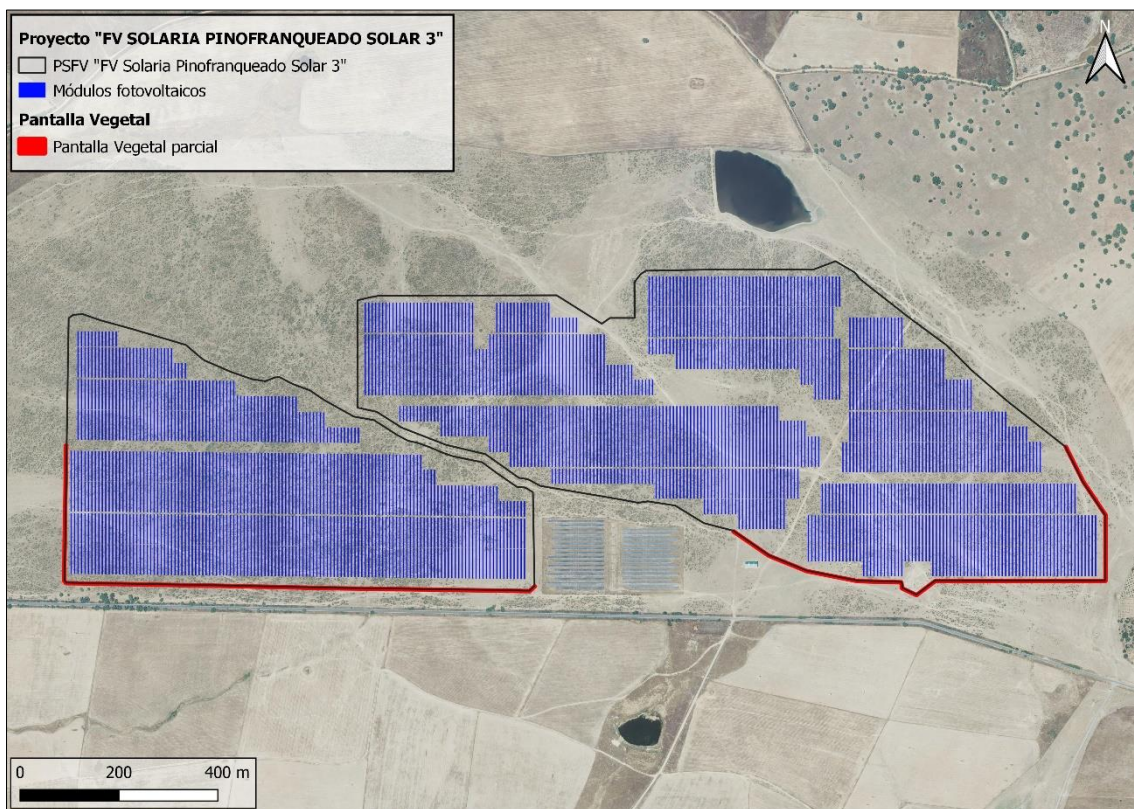 Proyecto "FV SOLARIA PINOFRANQUEADO SOLAR 3"
PSFV "FV Solaria Pinofranqueado Solar 3"
Módulos fotovoltaicos
Pantalla Vegetal
Pantalla Vegetal parcial
N
0 200 400 m